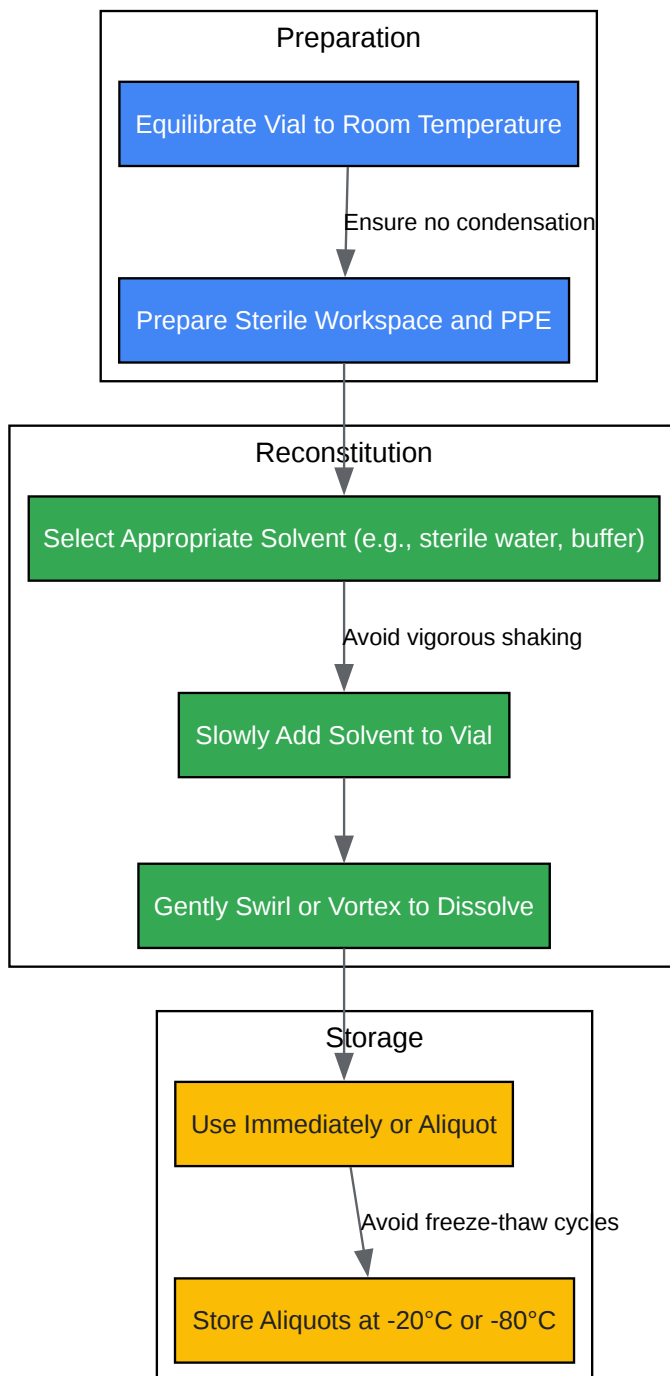 Preparation
Equilibrate Vial to Room Temperature
Ensure no condensation
Prepare Sterile Workspace and PPE
Reconstitution
Select Appropriate Solvent (e.g., sterile water, buffer)
Avoid vigorous shaking
Slowly Add Solvent to Vial
Gently Swirl or Vortex to Dissolve
Storage
Use Immediately or Aliquot
Avoid freeze-thaw cycles
Store Aliquots at -20°C or -80°C